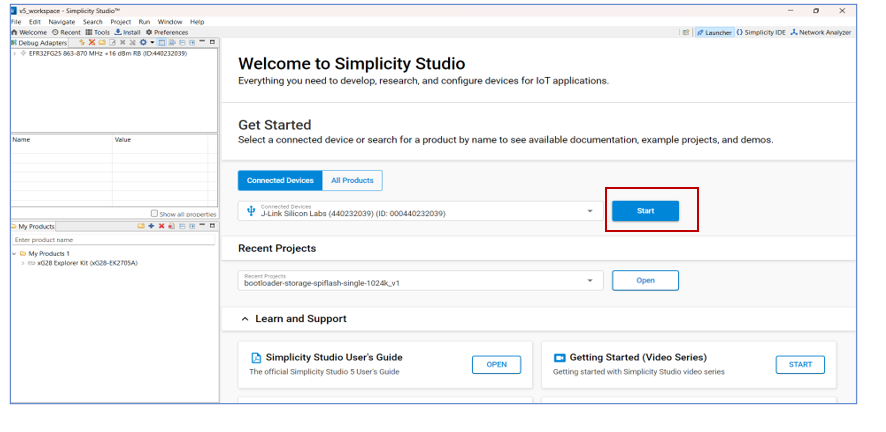 v5_workspace - Simplicity Studio™
File Edit Navigate Search Project Run Window Help
Welcome Recent Tools Install Preferences
Launcher {} Simplicity IDE Network Analyzer
Debug Adapters
EFR32FG25 863-870 MHz +16 dBm RB (ID:440232039)
Welcome to Simplicity Studio
Everything you need to develop, research, and configure devices for IoT applications.
Get Started
Select a connected device or search for a product by name to see available documentation, example projects, and demos.
Name Value
Connected Devices All Products
Connected Devices
J-Link Silicon Labs (440232039) (ID: 000440232039)
Start
Show all properties
My Products
Enter product name
My Products 1
xG28 Explorer Kit (xG28-EK2705A)
Recent Projects
Recent Projects
bootloader-storage-spiflash-single-1024k_v1
Open
Learn and Support
Simplicity Studio User's Guide
The official Simplicity Studio 5 User's Guide
OPEN
Getting Started (Video Series)
Getting started with Simplicity Studio video series
START